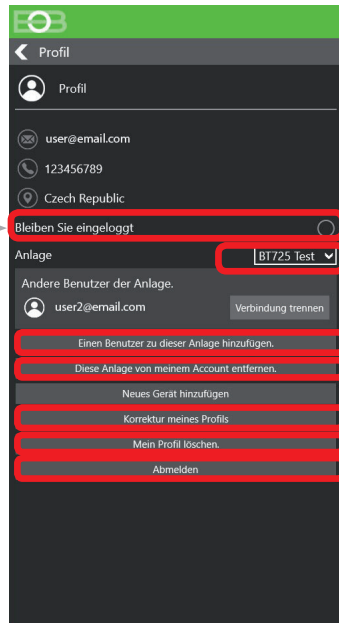 EOB
Profil
Profil
user@email.com
123456789
Czech Republic
Bleiben Sie eingeloggt
Anlage BT725 Test
Andere Benutzer der Anlage.
user2@email.com Verbindung trennen
Einen Benutzer zu dieser Anlage hinzufügen.
Diese Anlage von meinem Account entfernen.
Neues Gerät hinzufügen
Korrektur meines Profils
Mein Profil löschen.
Abmelden